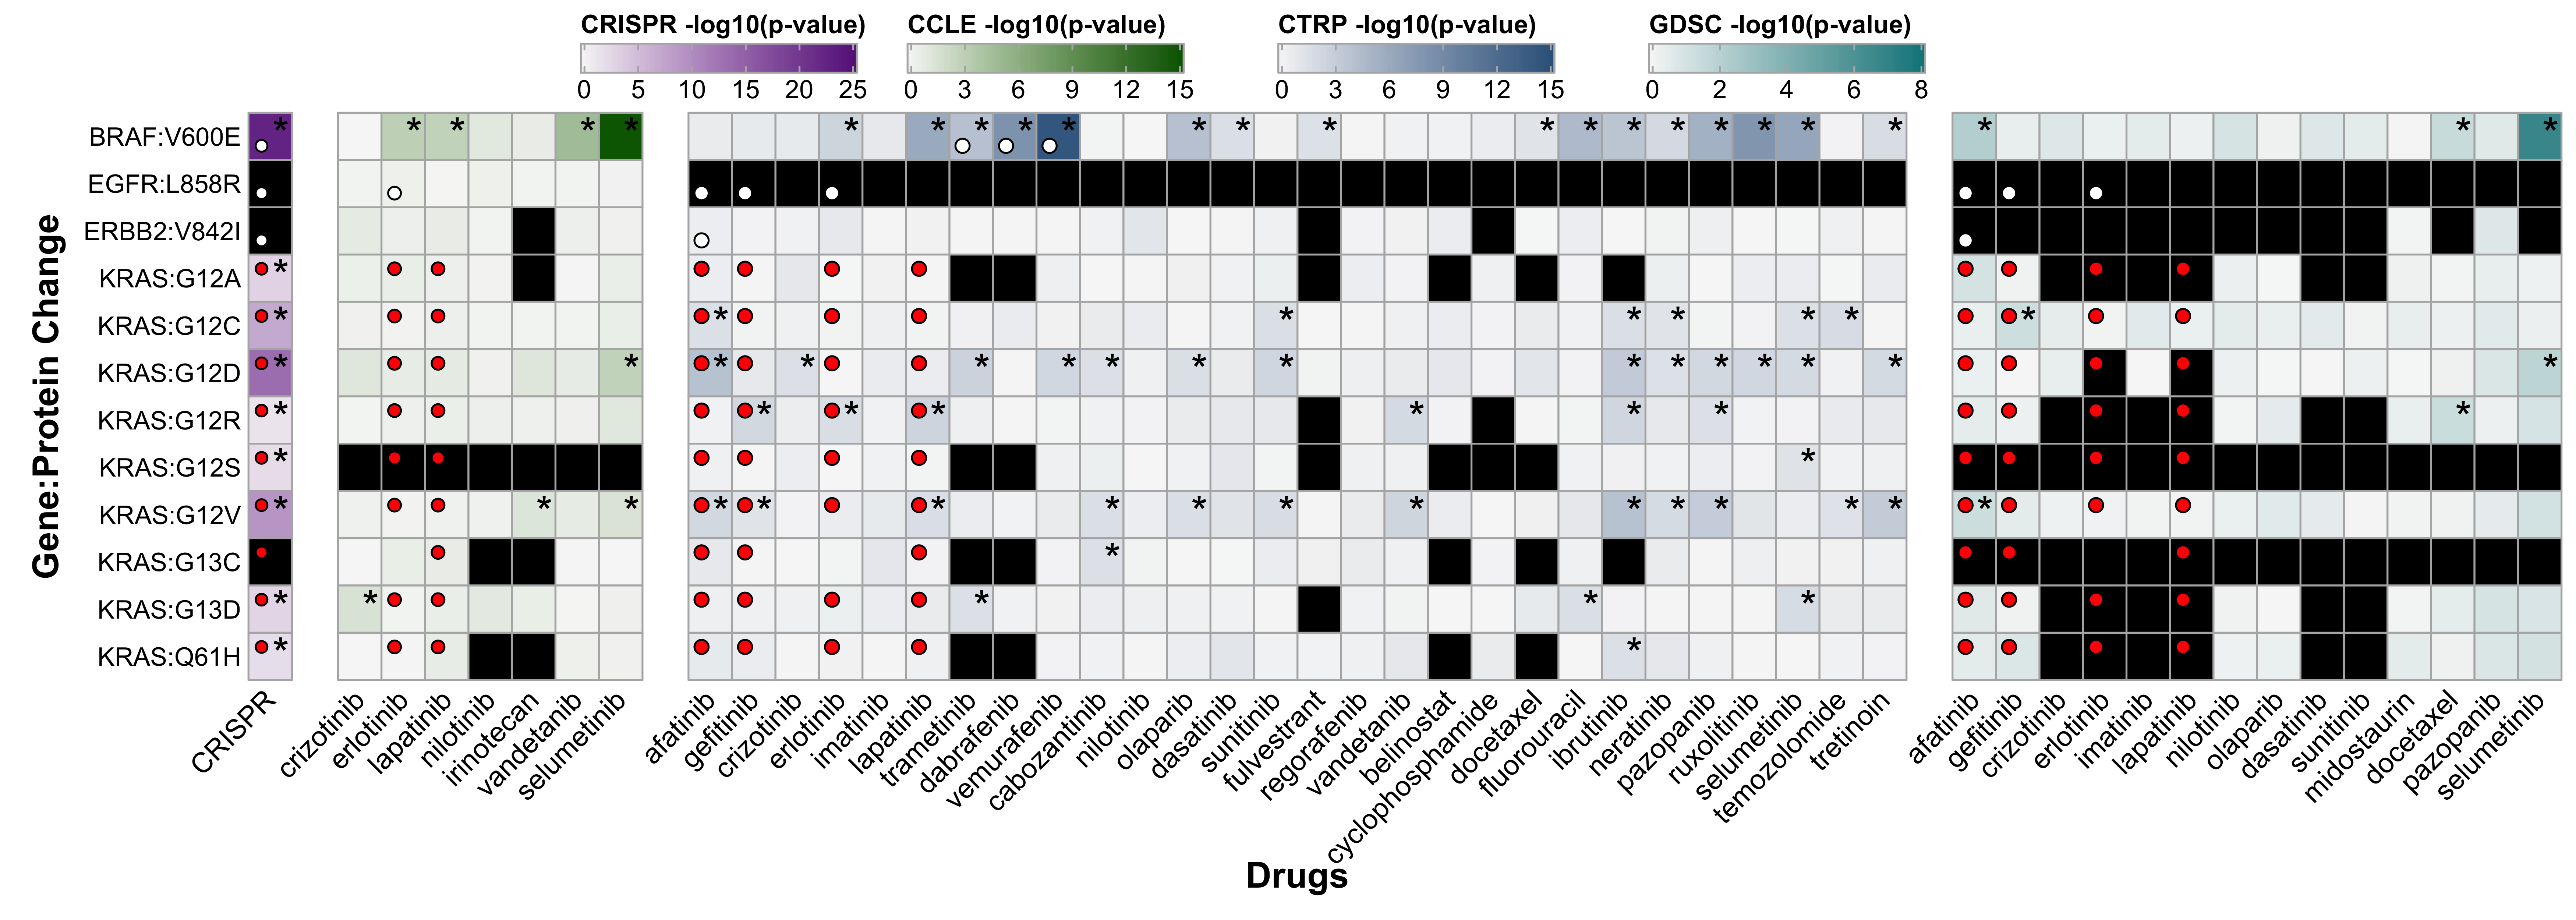 CRISPR -log10(p-value) CCLE -log10(p-value) CTRP -log10(p-value) GDSC -log10(p-value)
0 5 10 15 20 25 0 3 6 9 12 15 0 3 6 9 12 15 0 2 4 6 8
Gene:Protein Change
BRAF:V600E
EGFR:L858R
ERBB2:V842I
KRAS:G12A
KRAS:G12C
KRAS:G12D
KRAS:G12R
KRAS:G12S
KRAS:G12V
KRAS:G13C
KRAS:G13D
KRAS:Q61H
CRISPR
crizotinib
erlotinib
lapatinib
nilotinib
irinotecan
vandetanib
selumetinib
afatinib
gefitinib
crizotinib
erlotinib
imatinib
lapatinib
trametinib
dabrafenib
vemurafenib
cabozantinib
nilotinib
olaparib
dasatinib
sunitinib
fulvestrant
regorafenib
vandetanib
belinostat
cyclophosphamide
docetaxel
fluorouracil
ibrutinib
neratinib
pazopanib
ruxolitinib
selumetinib
temozolomide
tretinoin
afatinib
gefitinib
crizotinib
erlotinib
imatinib
lapatinib
nilotinib
olaparib
dasatinib
sunitinib
midostaurin
docetaxel
pazopanib
selumetinib
Drugs